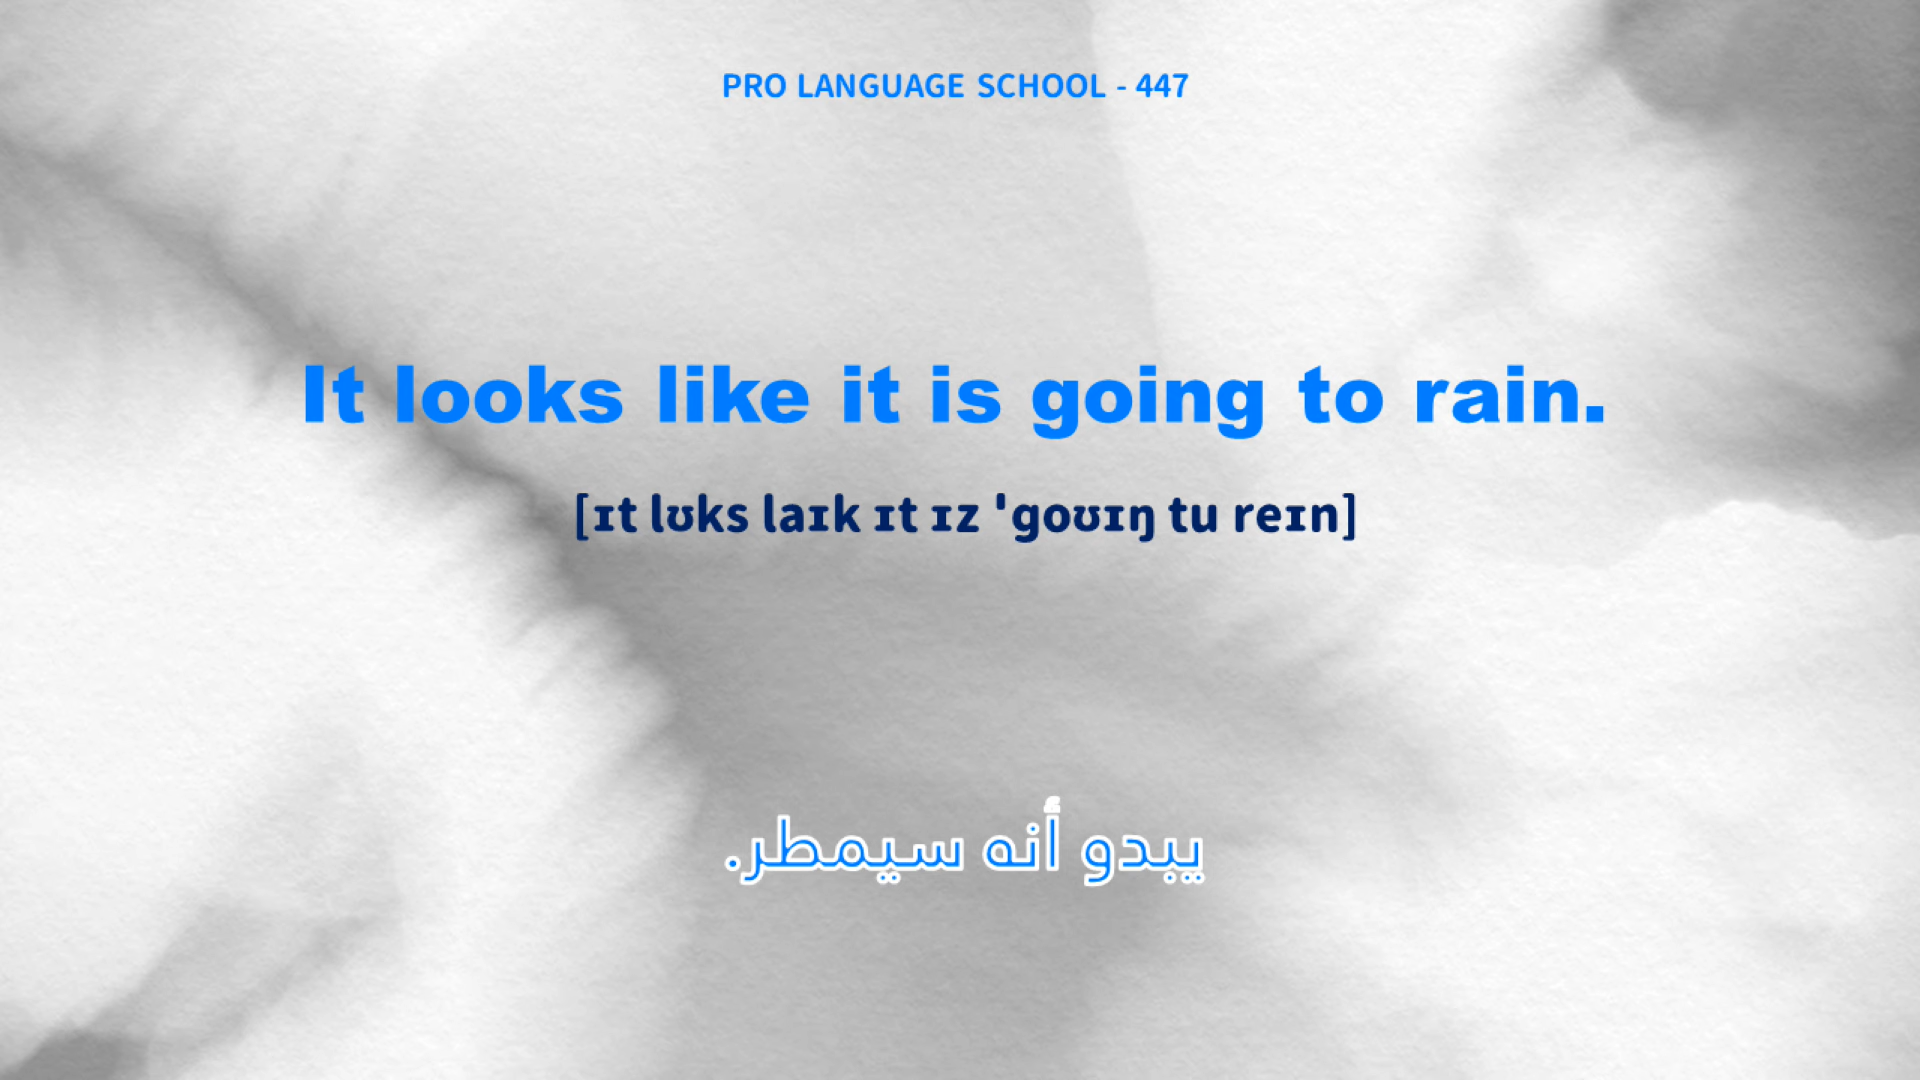 PRO LANGUAGE SCHOOL - 447
It looks like it is going to rain.
[ɪt lʊks laɪk ɪt ɪz ˈɡoʊɪŋ tu reɪn]
يبدو أنه سيمطر.